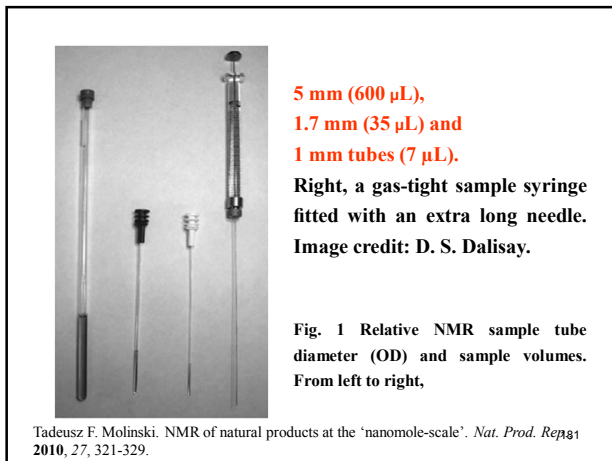 5 mm (600 µL),
1.7 mm (35 µL) and
1 mm tubes (7 µL).
Right, a gas-tight sample syringe
fitted with an extra long needle.
Image credit: D. S. Dalisay.
Fig. 1 Relative NMR sample tube
diameter (OD) and sample volumes.
From left to right,
Tadeusz F. Molinski. NMR of natural products at the ‘nanomole-scale’. Nat. Prod. Rep.
2010, 27, 321-329.